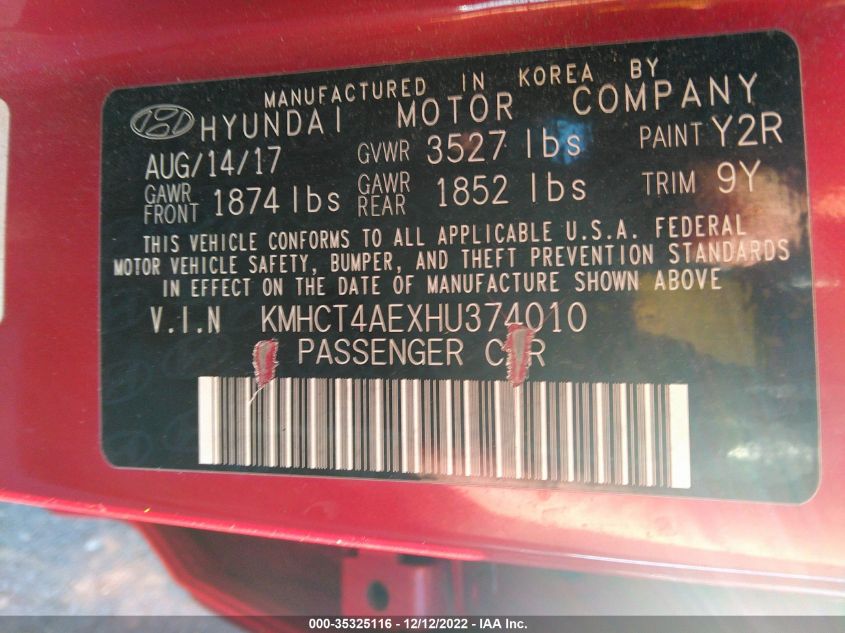 MANUFACTURED IN KOREA BY
HYUNDAI MOTOR COMPANY
AUG/14/17 GVWR 3527 lbs PAINT Y2R
GAWR FRONT 1874 lbs GAWR REAR 1852 lbs TRIM 9Y
THIS VEHICLE CONFORMS TO ALL APPLICABLE U.S.A. FEDERAL
MOTOR VEHICLE SAFETY, BUMPER, AND THEFT PREVENTION STANDARDS
IN EFFECT ON THE DATE OF MANUFACTURE SHOWN ABOVE
V.I.N KMHCT4AEXHU374010
PASSENGER C R
000-35325116 - 12/12/2022 - IAA Inc.